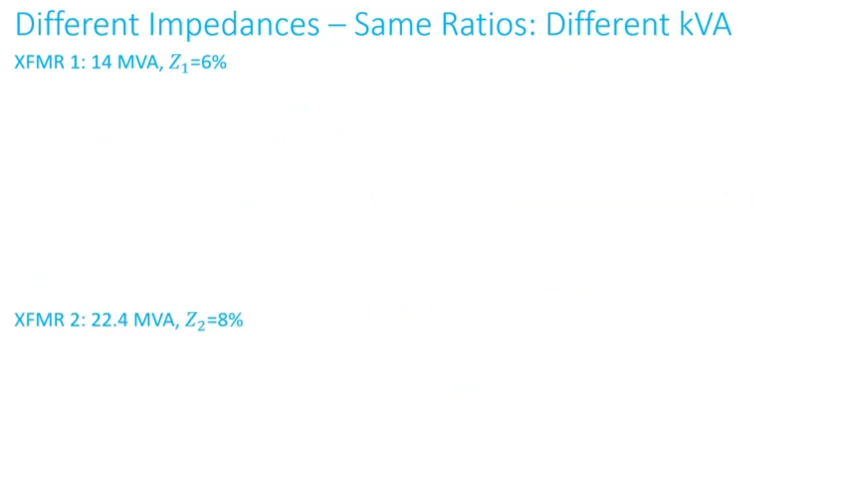 Different Impedances – Same Ratios: Different kVA
XFMR 1: 14 MVA, Z₁=6%
XFMR 2: 22.4 MVA, Z₂=8%